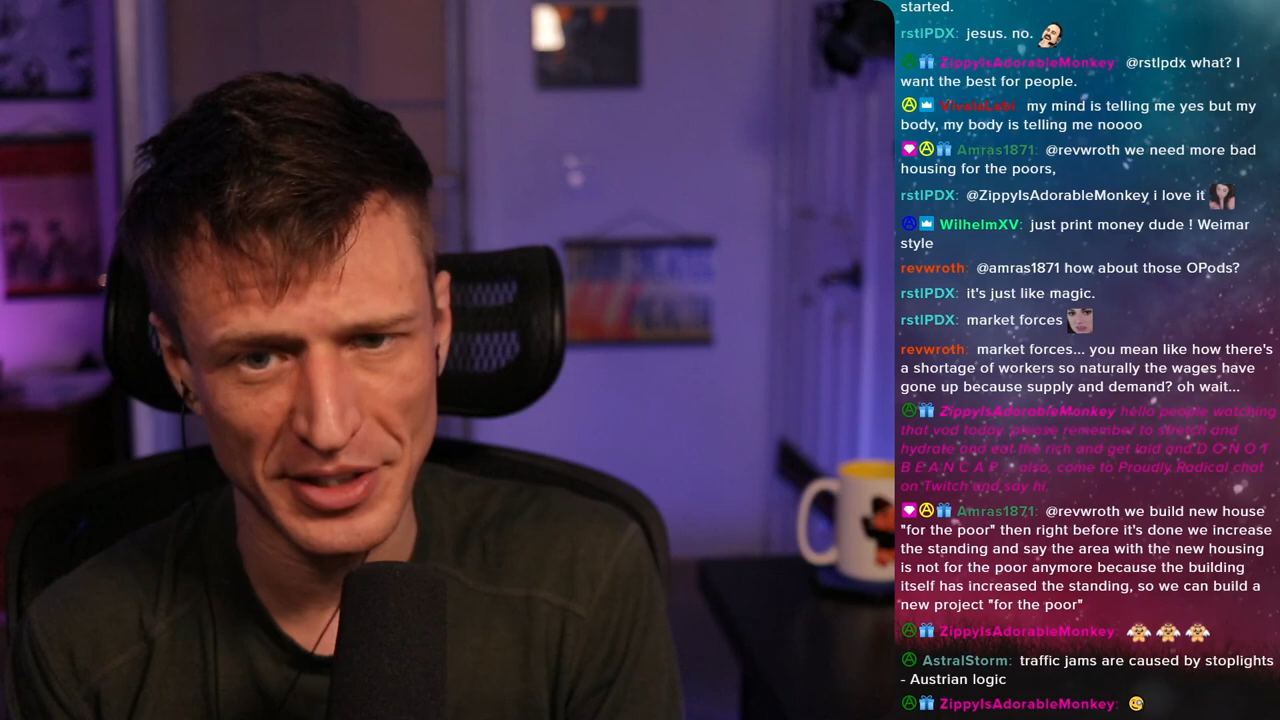 started.
rstlPDX: jesus. no.
ZippyIsAdorableMonkey: @rstlpdx what? I
want the best for people.
my mind is telling me yes but my
body, my body is telling me noooo
Amras1871: @revwroth we need more bad
housing for the poors,
rstlPDX: @ZippyIsAdorableMonkey i love it
WilhelmXV: just print money dude ! Weimar
style
revwroth: @amras1871 how about those OPods?
rstlPDX: it's just like magic.
rstlPDX: market forces
revwroth: market forces... you mean like how there's
a shortage of workers so naturally the wages have
gone up because supply and demand? oh wait...
ZippyIsAdorableMonkey hello people watching
that vod today. please remember to stretch and
hydrate and eat the rich and get laid and D O N O T
B E A N C A P - also, come to Proudly Radical chat
on Twitch and say hi.
Amras1871: @revwroth we build new house
"for the poor" then right before it's done we increase
the standing and say the area with the new housing
is not for the poor anymore because the building
itself has increased the standing, so we can build a
new project "for the poor"
ZippyIsAdorableMonkey:
AstralStorm: traffic jams are caused by stoplights
- Austrian logic
ZippyIsAdorableMonkey: